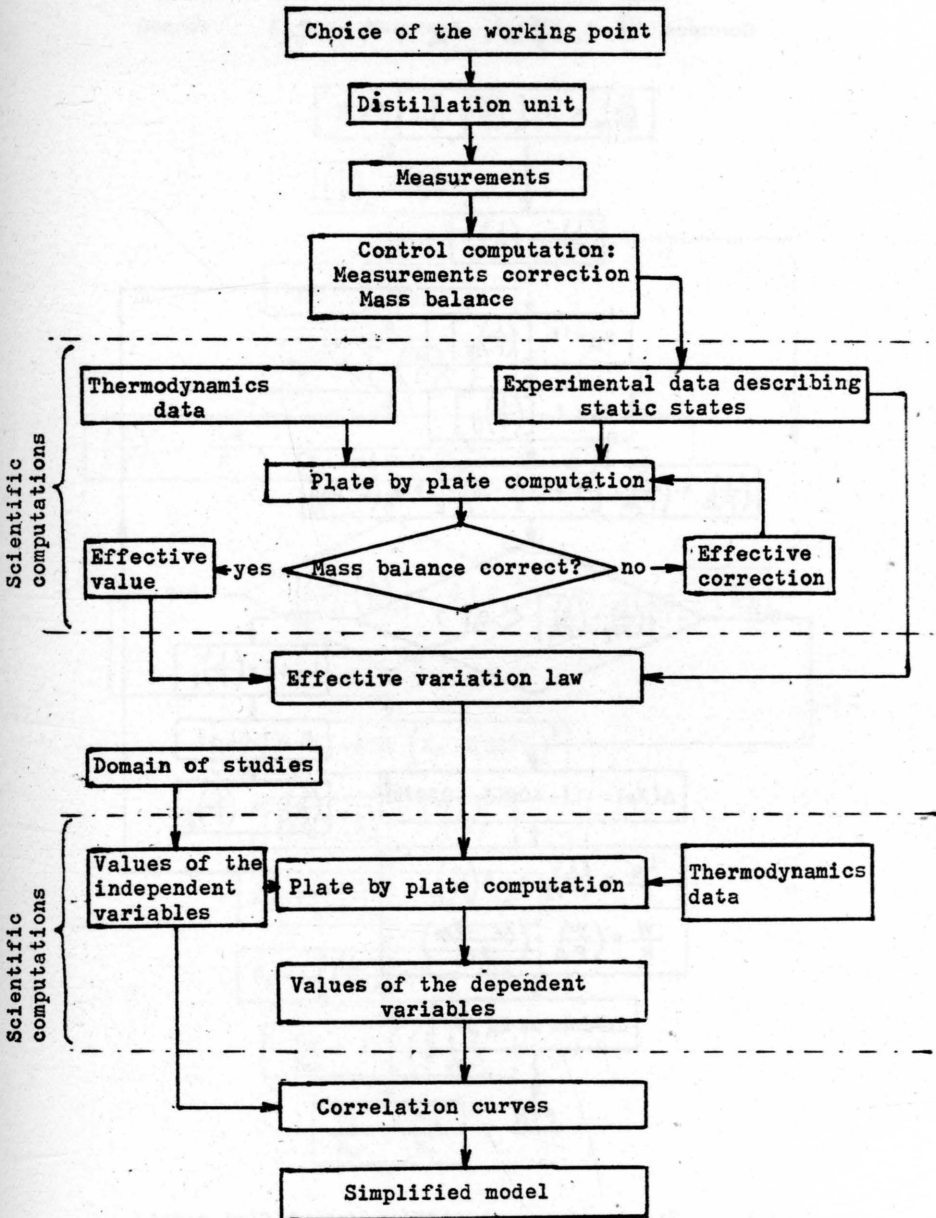 Choice of the working point
Distillation unit
Measurements
Control computation:
Measurements correction
Mass balance
Scientific
computations
Thermodynamics
data
Experimental data describing
static states
Plate by plate computation
Effective
value
yes
Mass balance correct?
no
Effective
correction
Effective variation law
Domain of studies
Scientific
computations
Values of the
independent
variables
Plate by plate computation
Thermodynamics
data
Values of the dependent
variables
Correlation curves
Simplified model